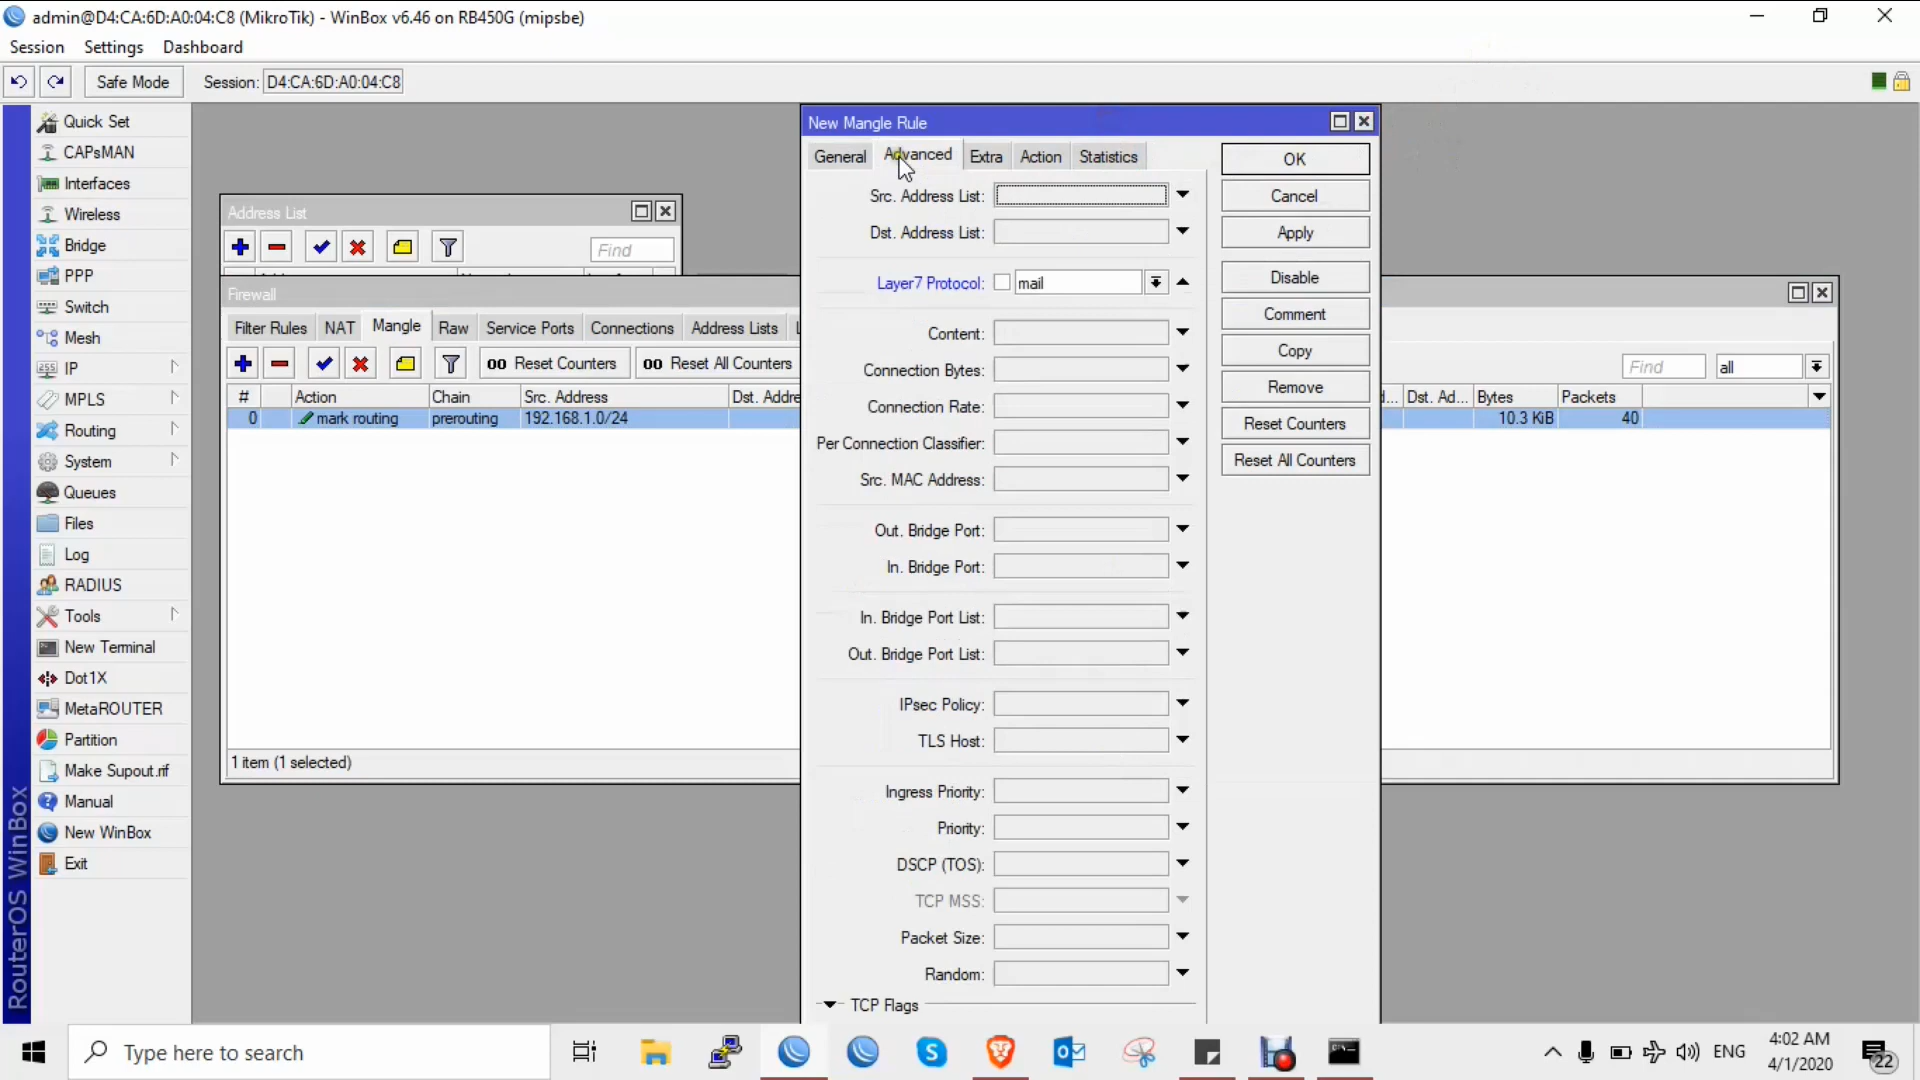 admin@D4:CA:6D:A0:04:C8 (MikroTik) - WinBox v6.46 on RB450G (mipsbe)
Session Settings Dashboard
Safe Mode Session: D4:CA:6D:A0:04:C8
Quick Set
CAPsMAN
Interfaces
Wireless
Bridge
PPP
Switch
Mesh
IP
MPLS
Routing
System
Queues
Files
Log
RADIUS
Tools
New Terminal
Dot1X
MetaROUTER
Partition
Make Supout.rif
Manual
New WinBox
Exit
RouterOS WinBox
Address List
Find
Firewall
Filter Rules NAT Mangle Raw Service Ports Connections Address Lists
00 Reset Counters 00 Reset All Counters
Find all
# Action Chain Src. Address Dst. Addre
Dst. Ad... Bytes Packets
0 mark routing prerouting 192.168.1.0/24
10.3 KiB 40
1 item (1 selected)
New Mangle Rule
General Advanced Extra Action Statistics
Src. Address List:
Dst. Address List:
Layer7 Protocol: mail
Content:
Connection Bytes:
Connection Rate:
Per Connection Classifier:
Src. MAC Address:
Out. Bridge Port:
In. Bridge Port:
In. Bridge Port List:
Out. Bridge Port List:
IPsec Policy:
TLS Host:
Ingress Priority:
Priority:
DSCP (TOS):
TCP MSS:
Packet Size:
Random:
TCP Flags
OK
Cancel
Apply
Disable
Comment
Copy
Remove
Reset Counters
Reset All Counters
Type here to search
ENG
4:02 AM
4/1/2020
22